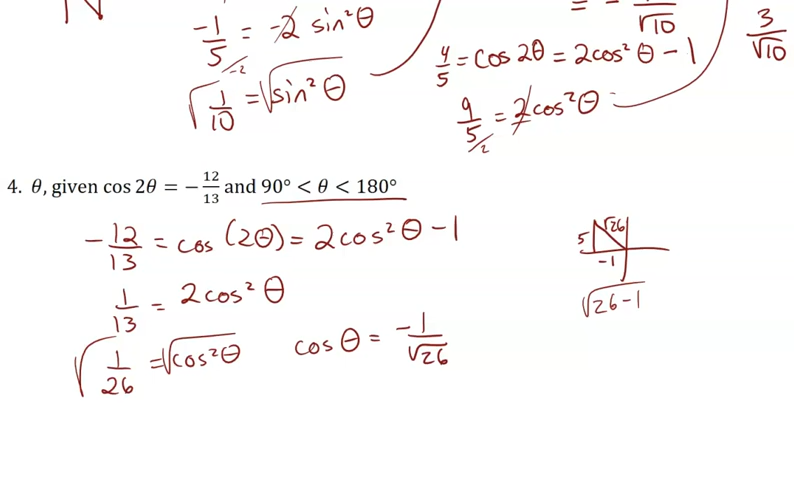 -1/5 = -2 sin²θ
/-2
√(1/10) = √(sin²θ)
= -
√10
3/√10
4/5 = cos 2θ = 2cos²θ - 1
9/5 = 2cos²θ
/2
4. θ, given cos 2θ = -12/13 and 90° < θ < 180°
-12/13 = cos (2θ) = 2cos²θ - 1
1/13 = 2cos²θ
√(1/26) = √(cos²θ) cos θ = -1/√26
5 √26
-1
√(26-1)